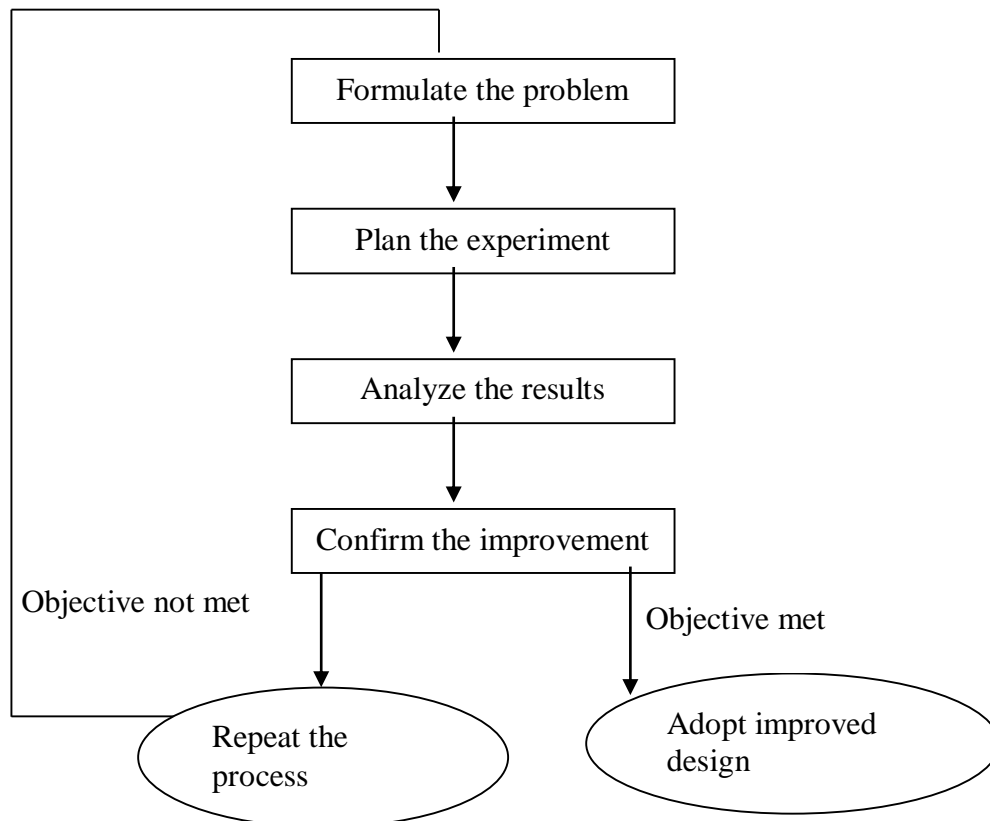 Formulate the problem
Plan the experiment
Analyze the results
Confirm the improvement
Objective not met
Objective met
Repeat the
process
Adopt improved
design